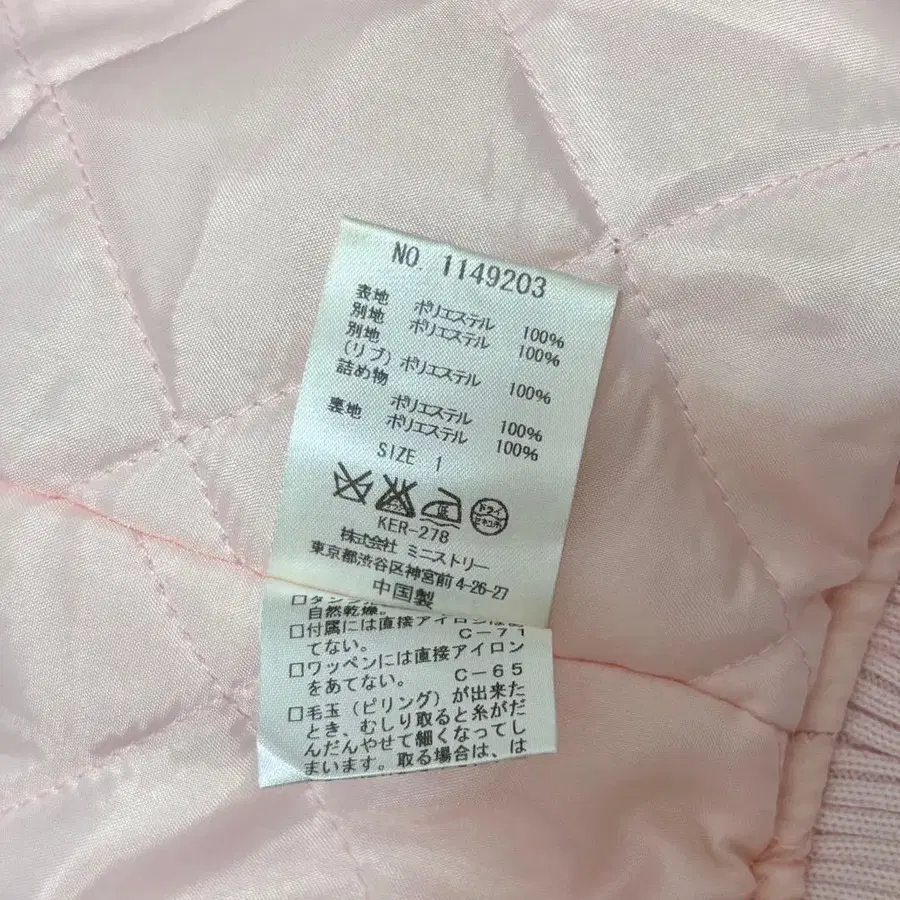 NO. 1149203
表地 ポリエステル 100%
別地 ポリエステル 100%
別地
(リブ) ポリエステル 100%
詰め物
ポリエステル 100%
裏地 ポリエステル 100%
SIZE 1
低 ドライ
KER-278
株式会社 ミニストリー
東京都渋谷区神宮前4-26-27
中国製
自然乾燥。
□付属には直接アイロンは
てない。 C-71
□ワッペンには直接アイロン
をあてない。 C-65
□毛玉(ピリング)が出来た
とき、むしり取ると糸がだ
んだんやせて細くなってし
まいます。取る場合は、は